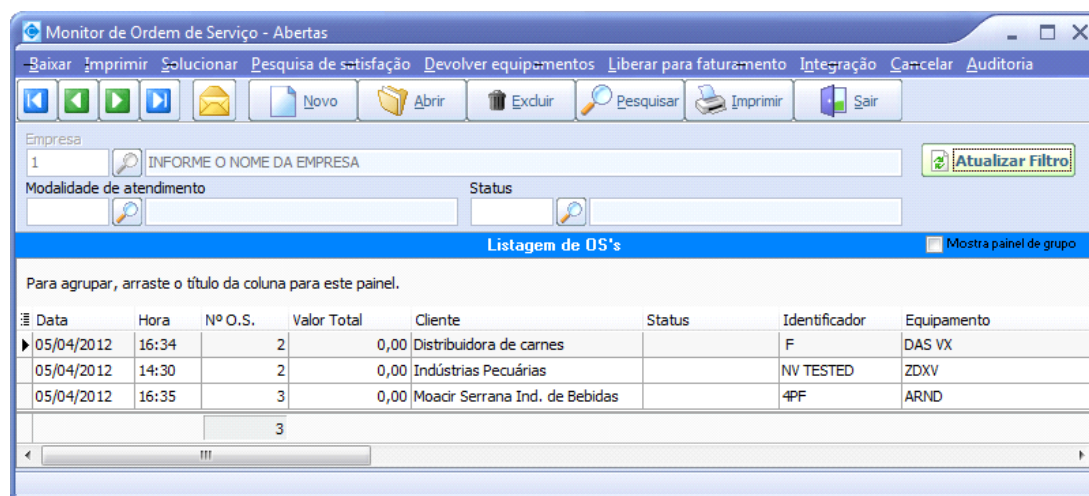 Monitor de Ordem de Serviço - Abertas
Baixar Imprimir Solucionar Pesquisa de satisfação Devolver equipamentos Liberar para faturamento Integração Cancelar Auditoria
Novo Abrir Excluir Pesquisar Imprimir Sair
Empresa
1 INFORME O NOME DA EMPRESA Atualizar Filtro
Modalidade de atendimento Status
Listagem de OS's Mostra painel de grupo
Para agrupar, arraste o título da coluna para este painel.
Data Hora Nº O.S. Valor Total Cliente Status Identificador Equipamento
05/04/2012 16:34 2 0,00 Distribuidora de carnes F DAS VX
05/04/2012 14:30 2 0,00 Indústrias Pecuárias NV TESTED ZDXV
05/04/2012 16:35 3 0,00 Moacir Serrana Ind. de Bebidas 4PF ARND
3